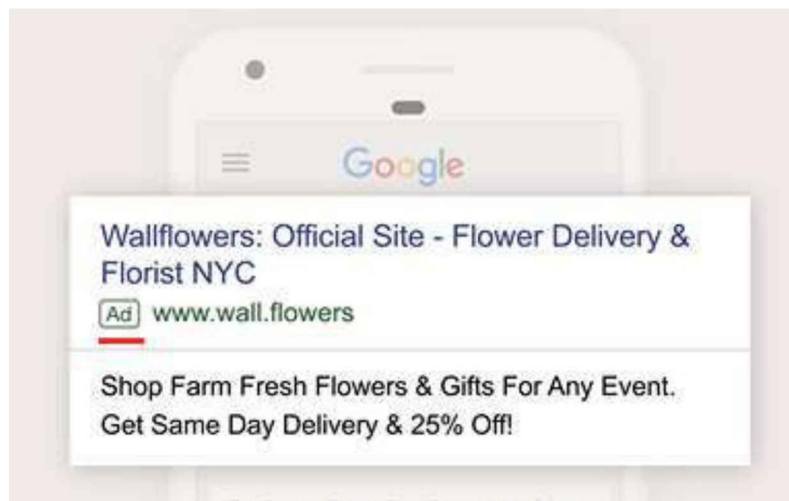 Google
Wallflowers: Official Site - Flower Delivery &
Florist NYC
Ad www.wall.flowers
Shop Farm Fresh Flowers & Gifts For Any Event.
Get Same Day Delivery & 25% Off!